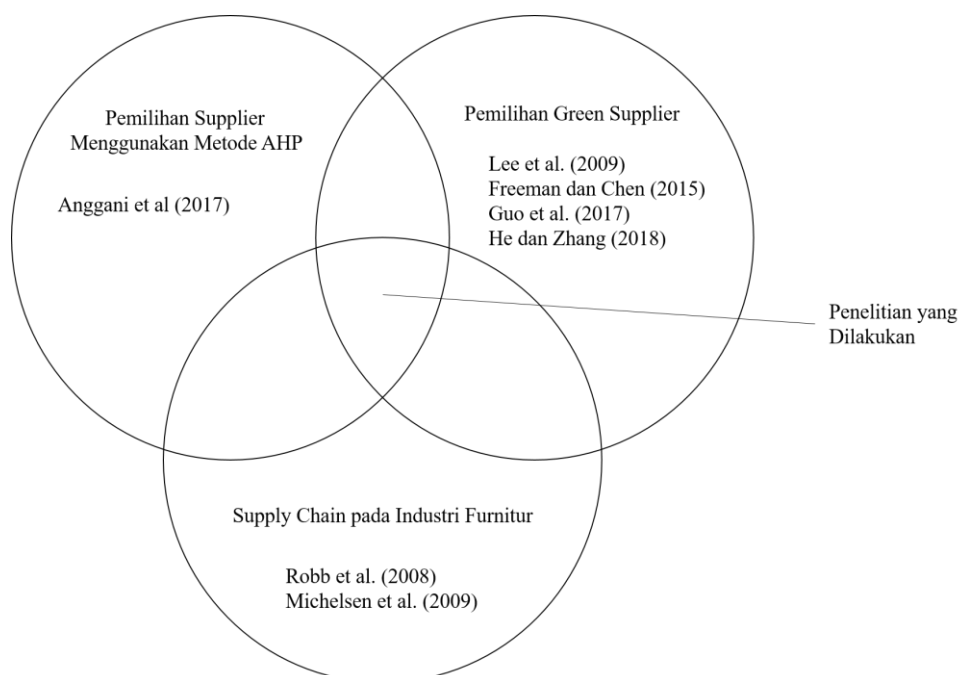 Pemilihan Supplier
Menggunakan Metode AHP
Anggani et al (2017)
Pemilihan Green Supplier
Lee et al. (2009)
Freeman dan Chen (2015)
Guo et al. (2017)
He dan Zhang (2018)
Penelitian yang
Dilakukan
Supply Chain pada Industri Furnitur
Robb et al. (2008)
Michelsen et al. (2009)